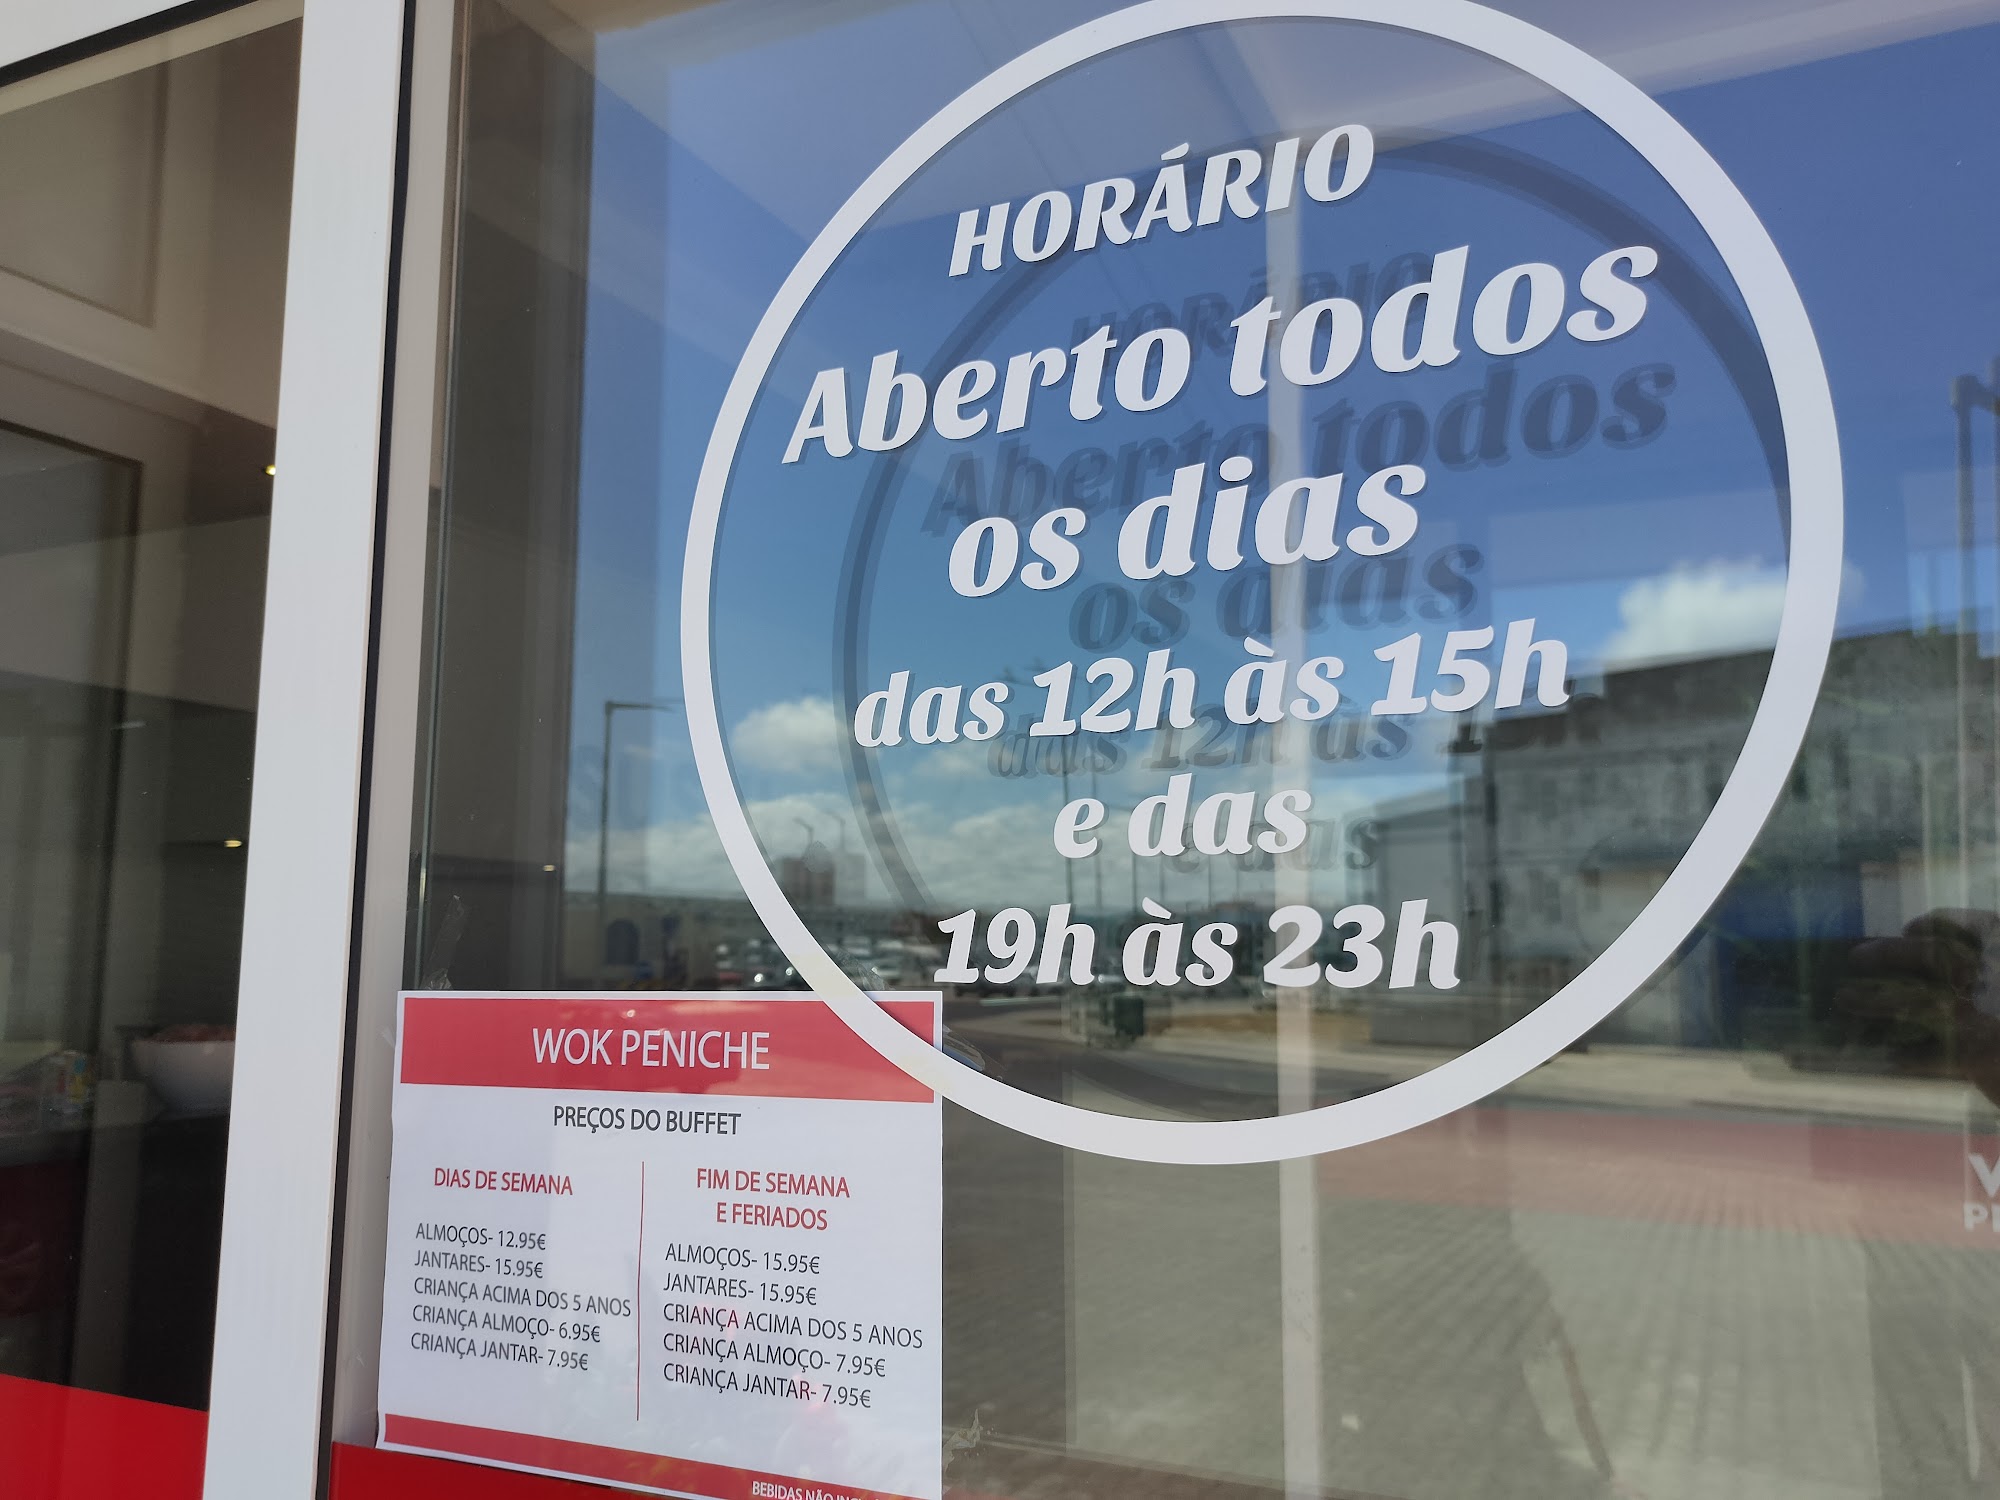 HORÁRIO
Aberto todos
os dias
das 12h às 15h
e das
19h às 23h
WOK PENICHE
PREÇOS DO BUFFET
DIAS DE SEMANA
ALMOÇOS- 12.95€
JANTARES- 15.95€
CRIANÇA ACIMA DOS 5 ANOS
CRIANÇA ALMOÇO- 6.95€
CRIANÇA JANTAR- 7.95€
FIM DE SEMANA
E FERIADOS
ALMOÇOS- 15.95€
JANTARES- 15.95€
CRIANÇA ACIMA DOS 5 ANOS
CRIANÇA ALMOÇO- 7.95€
CRIANÇA JANTAR- 7.95€
BEBIDAS NÃO